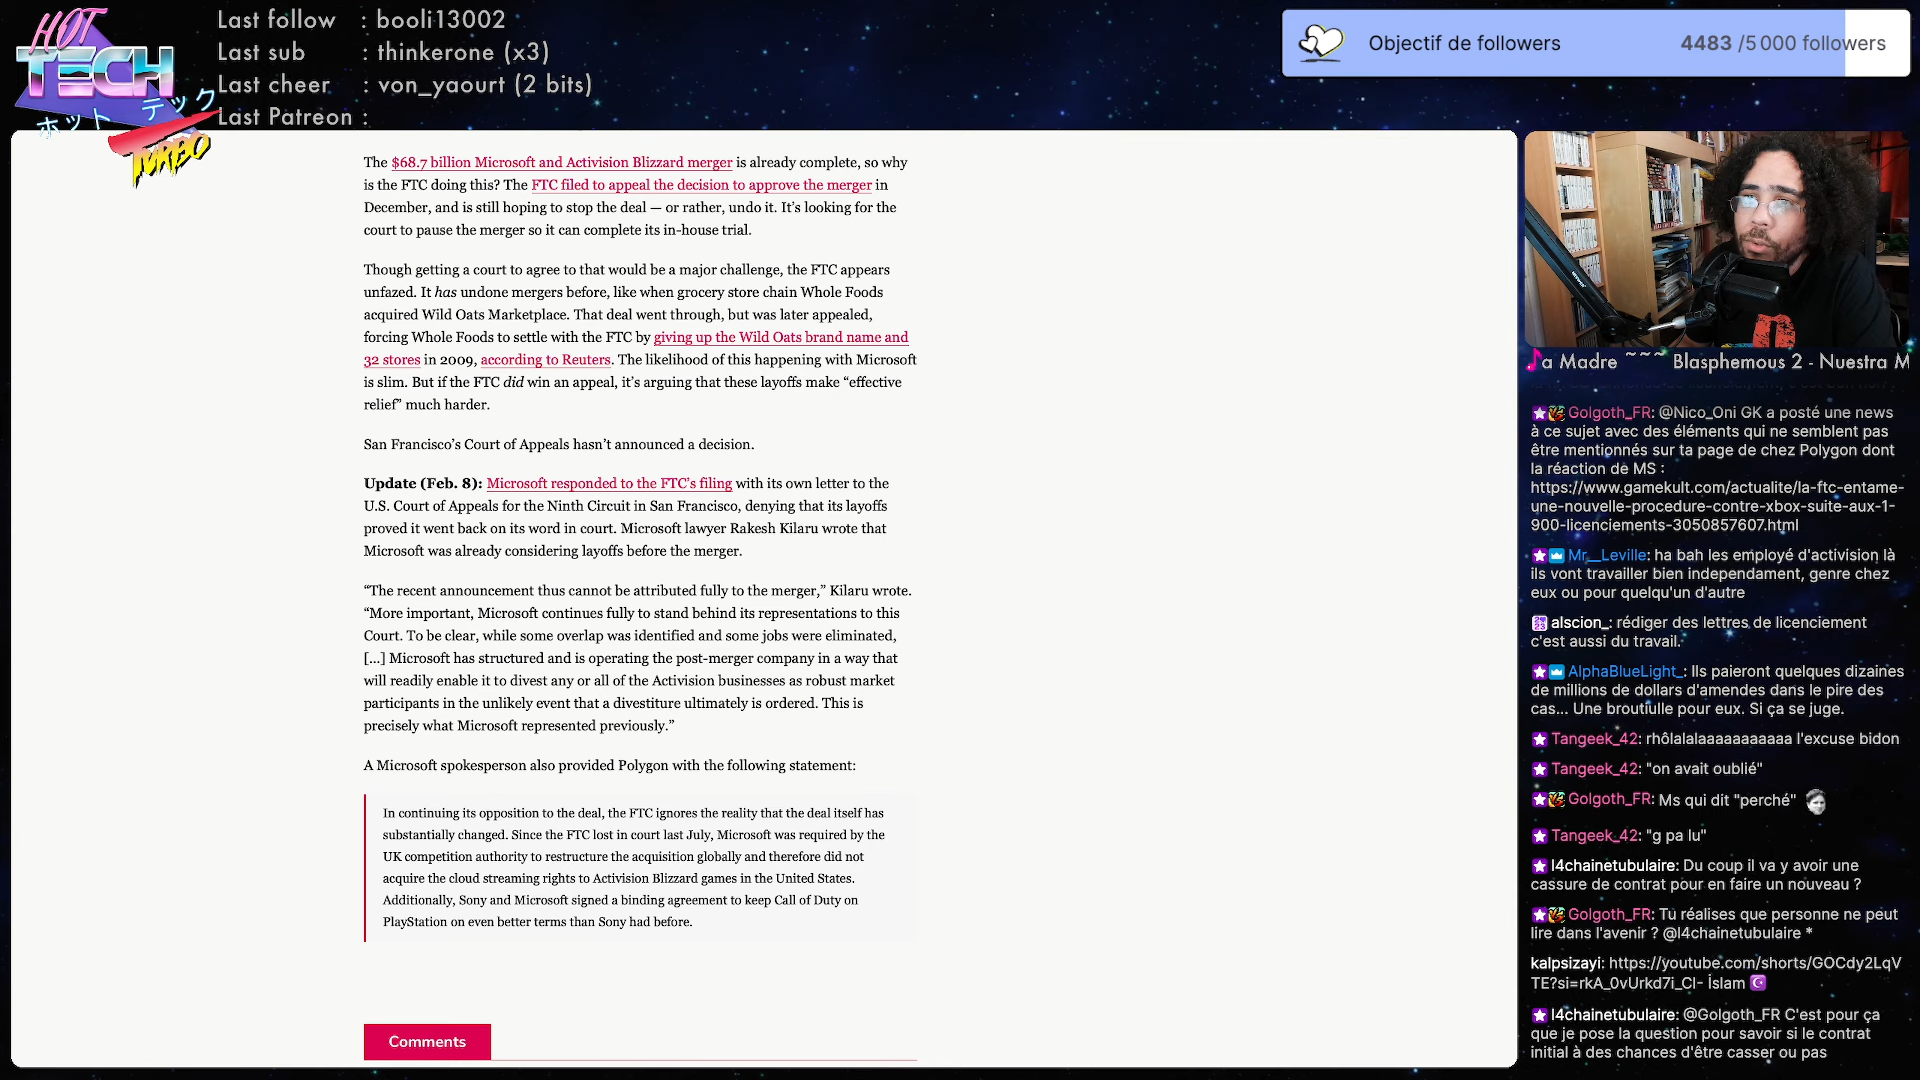 HOT
TECH
ホット テック
TURBO
Last follow : booli13002
Last sub : thinkerone (x3)
Last cheer : von_yaourt (2 bits)
Last Patreon :
Objectif de followers 4483 /5 000 followers
The $68.7 billion Microsoft and Activision Blizzard merger is already complete, so why
is the FTC doing this? The FTC filed to appeal the decision to approve the merger in
December, and is still hoping to stop the deal — or rather, undo it. It’s looking for the
court to pause the merger so it can complete its in-house trial.
Though getting a court to agree to that would be a major challenge, the FTC appears
unfazed. It has undone mergers before, like when grocery store chain Whole Foods
acquired Wild Oats Marketplace. That deal went through, but was later appealed,
forcing Whole Foods to settle with the FTC by giving up the Wild Oats brand name and
32 stores in 2009, according to Reuters. The likelihood of this happening with Microsoft
is slim. But if the FTC did win an appeal, it’s arguing that these layoffs make “effective
relief” much harder.
San Francisco’s Court of Appeals hasn’t announced a decision.
Update (Feb. 8): Microsoft responded to the FTC’s filing with its own letter to the
U.S. Court of Appeals for the Ninth Circuit in San Francisco, denying that its layoffs
proved it went back on its word in court. Microsoft lawyer Rakesh Kilaru wrote that
Microsoft was already considering layoffs before the merger.
“The recent announcement thus cannot be attributed fully to the merger,” Kilaru wrote.
“More important, Microsoft continues fully to stand behind its representations to this
Court. To be clear, while some overlap was identified and some jobs were eliminated,
[…] Microsoft has structured and is operating the post-merger company in a way that
will readily enable it to divest any or all of the Activision businesses as robust market
participants in the unlikely event that a divestiture ultimately is ordered. This is
precisely what Microsoft represented previously.”
A Microsoft spokesperson also provided Polygon with the following statement:
In continuing its opposition to the deal, the FTC ignores the reality that the deal itself has
substantially changed. Since the FTC lost in court last July, Microsoft was required by the
UK competition authority to restructure the acquisition globally and therefore did not
acquire the cloud streaming rights to Activision Blizzard games in the United States.
Additionally, Sony and Microsoft signed a binding agreement to keep Call of Duty on
PlayStation on even better terms than Sony had before.
Comments
a Madre ~~~ Blasphemous 2 - Nuestra M
Golgoth_FR: @Nico_Oni GK a posté une news
à ce sujet avec des éléments qui ne semblent pas
être mentionnés sur ta page de chez Polygon dont
la réaction de MS :
https://www.gamekult.com/actualite/la-ftc-entame-
une-nouvelle-procedure-contre-xbox-suite-aux-1-
900-licenciements-3050857607.html
Mr__Leville: ha bah les employé d'activision là
ils vont travailler bien independament, genre chez
eux ou pour quelqu'un d'autre
alscion_: rédiger des lettres de licenciement
c'est aussi du travail.
AlphaBlueLight_: Ils paieront quelques dizaines
de millions de dollars d'amendes dans le pire des
cas... Une broutiulle pour eux. Si ça se juge.
Tangeek_42: rhôlalalaaaaaaaaaaa l'excuse bidon
Tangeek_42: "on avait oublié"
Golgoth_FR: Ms qui dit "perché"
Tangeek_42: "g pa lu"
l4chainetubulaire: Du coup il va y avoir une
cassure de contrat pour en faire un nouveau ?
Golgoth_FR: Tu réalises que personne ne peut
lire dans l'avenir ? @l4chainetubulaire *
kalpsizayi: https://youtube.com/shorts/GOCdy2LqV
TE?si=rkA_0vUrkd7i_CI- İslam ☪
l4chainetubulaire: @Golgoth_FR C'est pour ça
que je pose la question pour savoir si le contrat
initial à des chances d'être casser ou pas